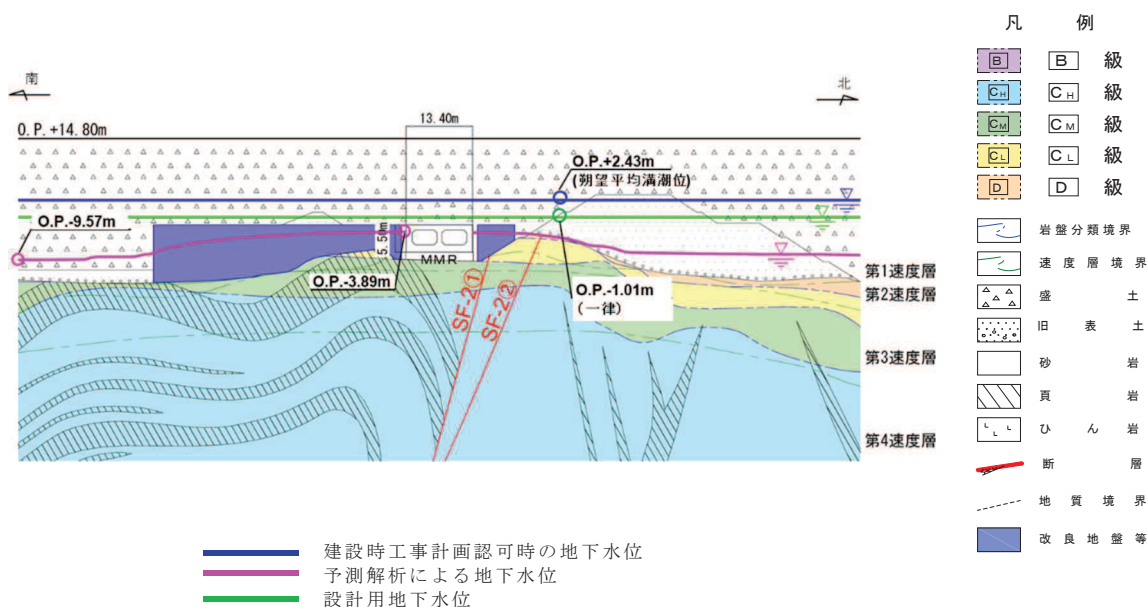 南
北
O.P.+14.80m
13.40m
O.P.+2.43m
(朔望平均満潮位)
O.P.-9.57m
5.50m
MMR
O.P.-3.89m
SF-2①
SF-2②
O.P.-1.01m
(一律)
第1速度層
第2速度層
第3速度層
第4速度層
凡 例
B B 級
CH CH 級
CM CM 級
CL CL 級
D D 級
岩盤分類境界
速度層境界
盛土
旧表土
砂岩
頁岩
ひん岩
断層
地質境界
改良地盤等
建設時工事計画認可時の地下水位
予測解析による地下水位
設計用地下水位